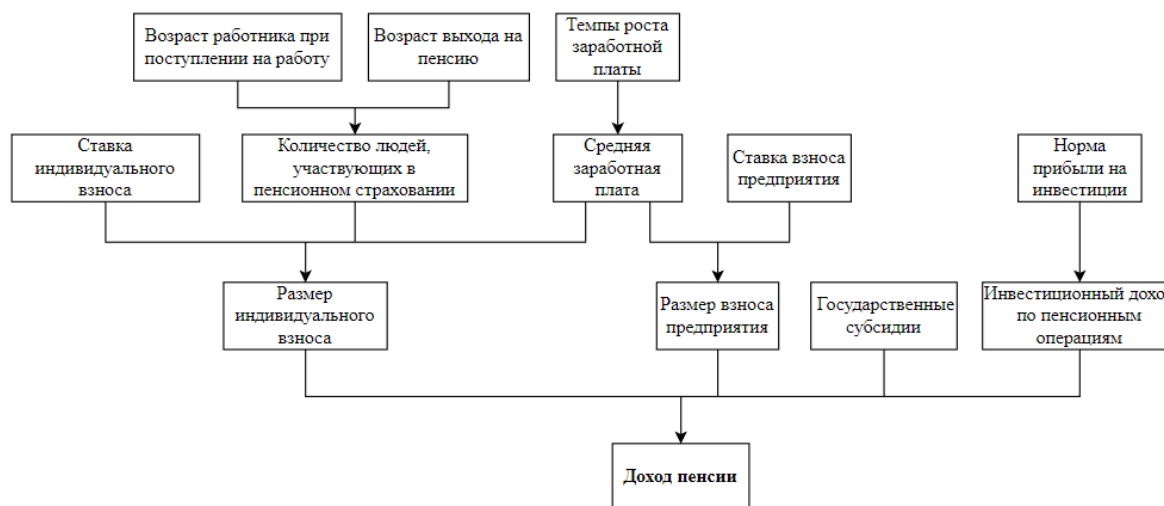 Возраст работника при
поступлении на работу
Возраст выхода на
пенсию
Темпы роста
заработной
платы
Ставка
индивидуального
взноса
Количество людей,
участвующих в
пенсионном страховании
Средняя
заработная
плата
Ставка взноса
предприятия
Норма
прибыли на
инвестиции
Размер
индивидуального
взноса
Размер взноса
предприятия
Государственные
субсидии
Инвестиционный дохо
по пенсионным
операциям
Доход пенсии